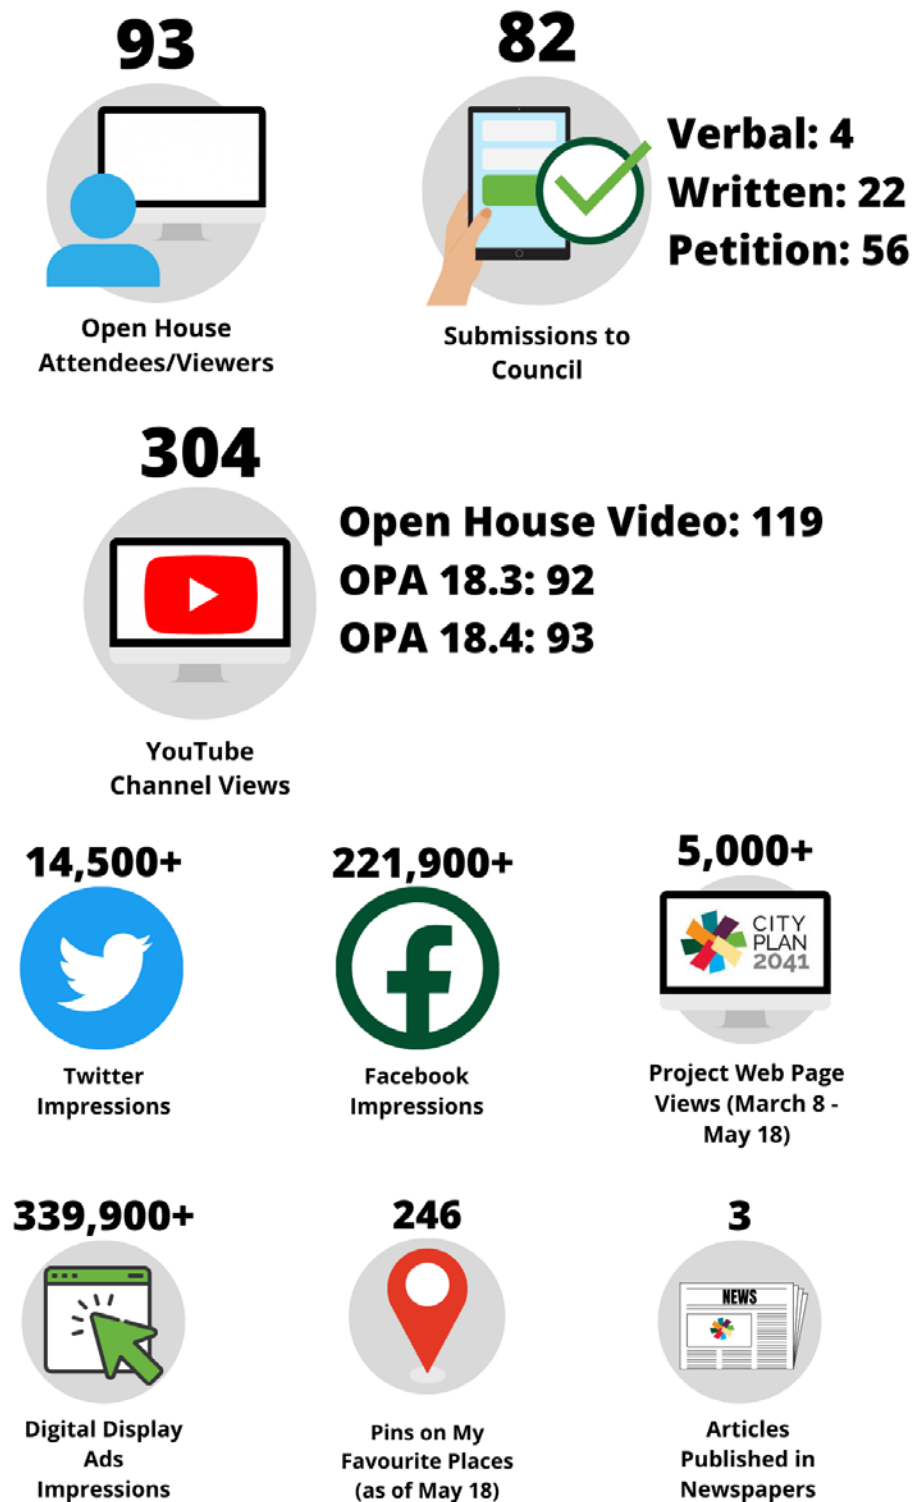 93
Open House
Attendees/Viewers
82
Verbal: 4
Written: 22
Petition: 56
Submissions to
Council
304
Open House Video: 119
OPA 18.3: 92
OPA 18.4: 93
YouTube
Channel Views
14,500+
Twitter
Impressions
221,900+
Facebook
Impressions
5,000+
CITY
PLAN
2041
Project Web Page
Views (March 8 -
May 18)
339,900+
Digital Display
Ads
Impressions
246
Pins on My
Favourite Places
(as of May 18)
3
NEWS
Articles
Published in
Newspapers